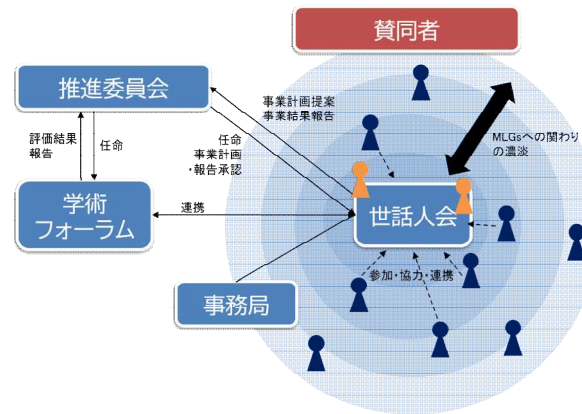 賛同者
推進委員会
事業計画提案
事業結果報告
MLGsへの関わり
の濃淡
評価結果
報告
任命
任命
事業計画
・報告承認
学術
フォーラム
連携
世話人会
参加・協力・連携
事務局